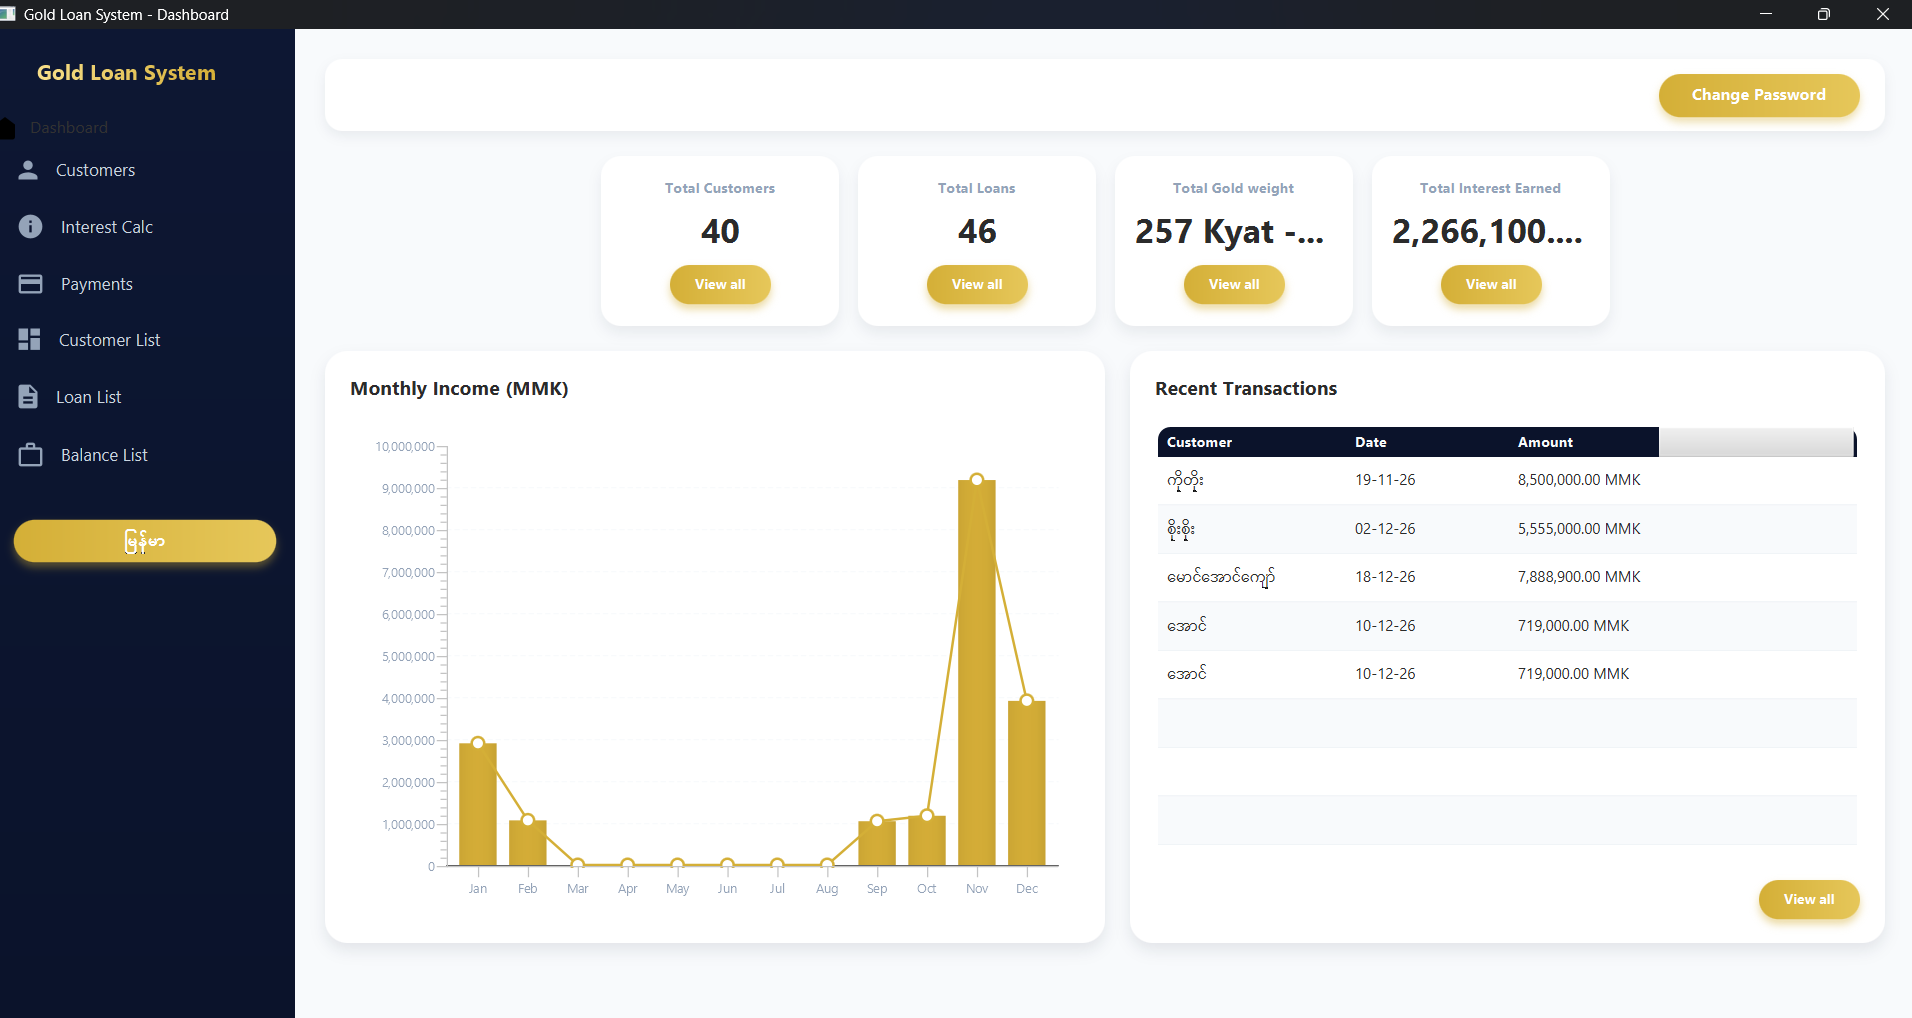 Gold Loan System - Dashboard
Gold Loan System
Dashboard
Customers
Interest Calc
Payments
Customer List
Loan List
Balance List
မြန်မာ
Change Password
Total Customers
40
View all
Total Loans
46
View all
Total Gold weight
257 Kyat -...
View all
Total Interest Earned
2,266,100....
View all
Monthly Income (MMK)
10,000,000
9,000,000
8,000,000
7,000,000
6,000,000
5,000,000
4,000,000
3,000,000
2,000,000
1,000,000
0
Jan Feb Mar Apr May Jun Jul Aug Sep Oct Nov Dec
Recent Transactions
Customer Date Amount
ကိုတိုး 19-11-26 8,500,000.00 MMK
စိုးစိုး 02-12-26 5,555,000.00 MMK
မောင်အောင်ကျော် 18-12-26 7,888,900.00 MMK
အောင် 10-12-26 719,000.00 MMK
အောင် 10-12-26 719,000.00 MMK
View all